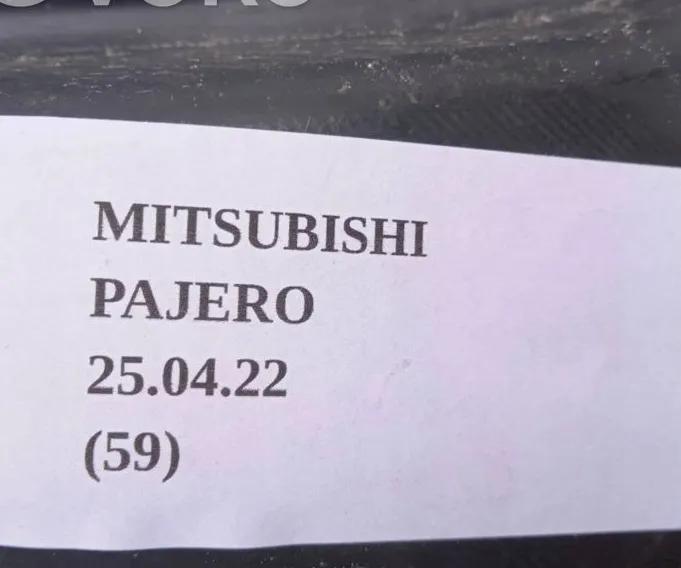 MITSUBISHI
PAJERO
25.04.22
(59)